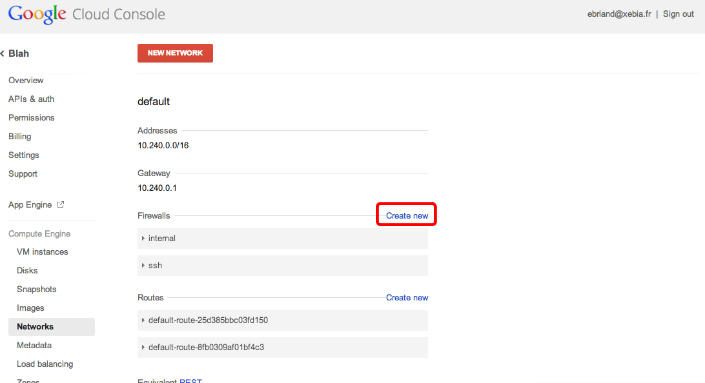 Google Cloud Console
ebriand@xebia.fr | Sign out
Blah
NEW NETWORK
Overview
APIs & auth
Permissions
Billing
Settings
Support
App Engine
Compute Engine
VM instances
Disks
Snapshots
Images
Networks
Metadata
Load balancing
Zones
default
Addresses
10.240.0.0/16
Gateway
10.240.0.1
Firewalls
Create new
internal
ssh
Routes
Create new
default-route-25d385bbc03fd150
default-route-8fb0309af01bf4c3
Equivalent REST